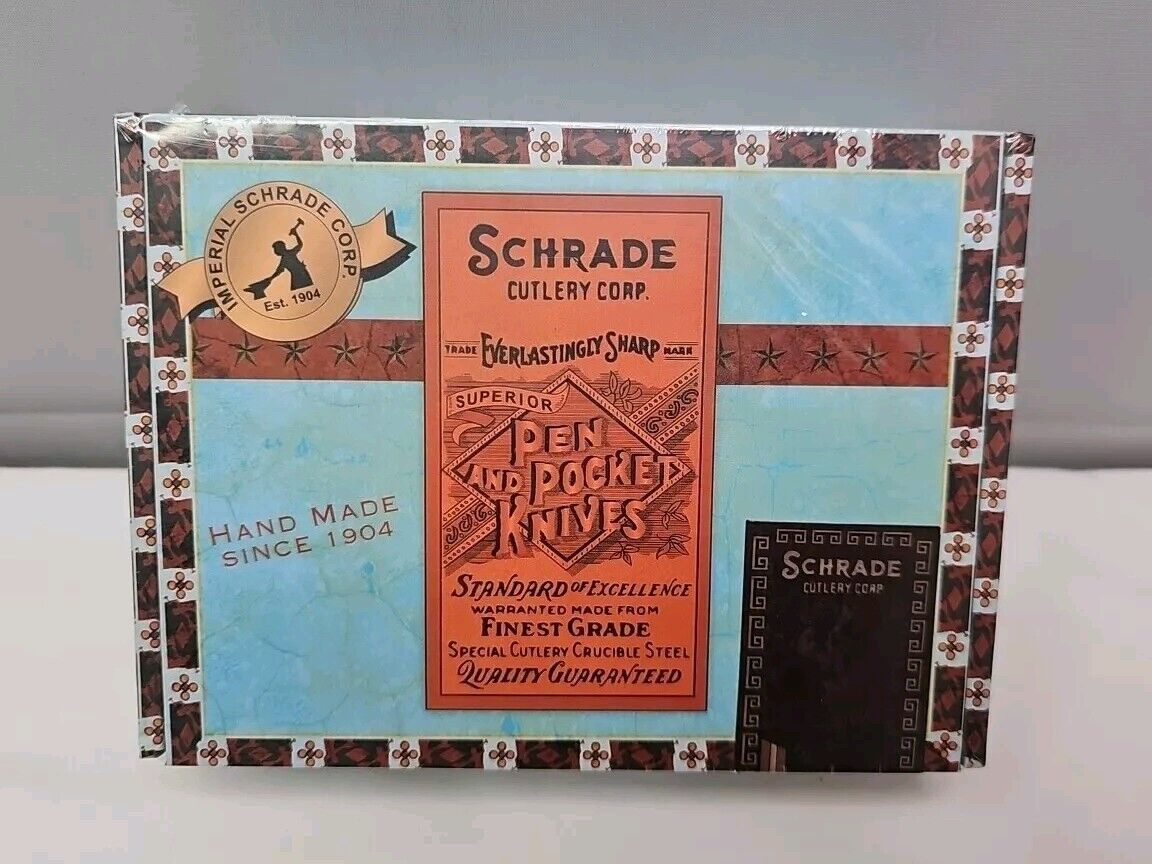 IMPERIAL SCHRADE CORP.
Est. 1904
SCHRADE
CUTLERY CORP.
TRADE EVERLASTINGLY SHARP MARK
SUPERIOR
PEN
AND POCKET
KNIVES
STANDARD OF EXCELLENCE
WARRANTED MADE FROM
FINEST GRADE
SPECIAL CUTLERY CRUCIBLE STEEL
QUALITY GUARANTEED
HAND MADE
SINCE 1904
SCHRADE
CUTLERY CORP